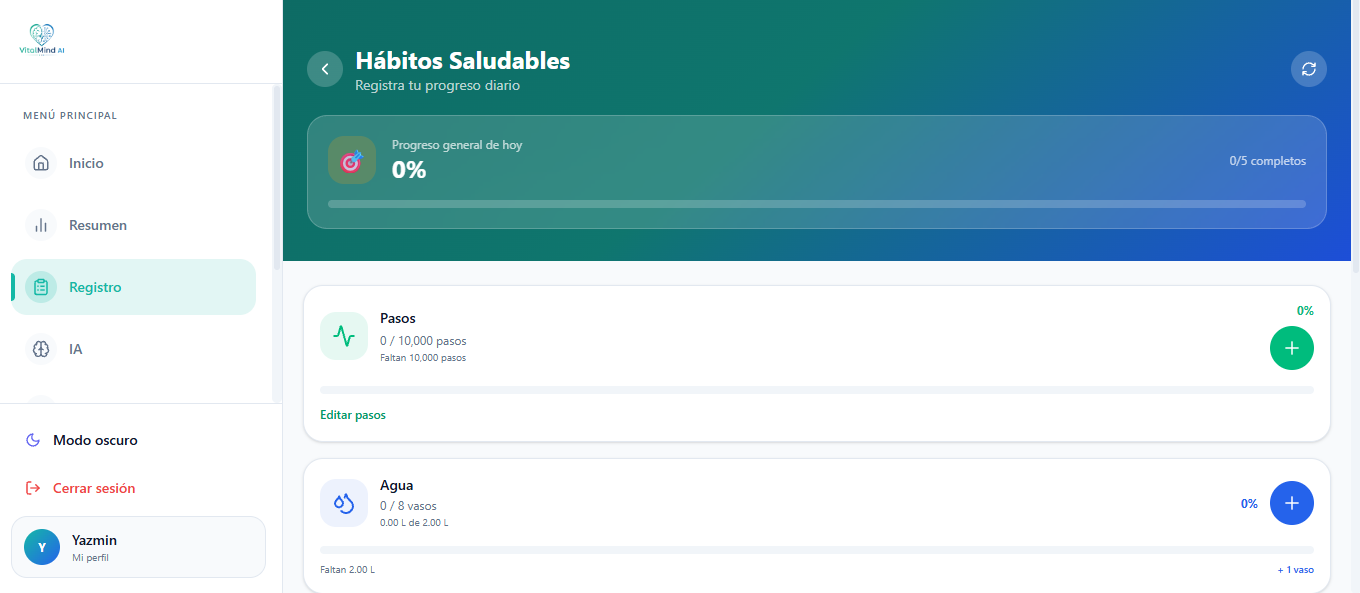 VitalMind AI
MENÚ PRINCIPAL
Inicio
Resumen
Registro
IA
Modo oscuro
Cerrar sesión
Y
Yazmin
Mi perfil
Hábitos Saludables
Registra tu progreso diario
Progreso general de hoy
0%
0/5 completos
Pasos
0 / 10,000 pasos
Faltan 10,000 pasos
0%
Editar pasos
Agua
0 / 8 vasos
0.00 L de 2.00 L
0%
Faltan 2.00 L
+ 1 vaso